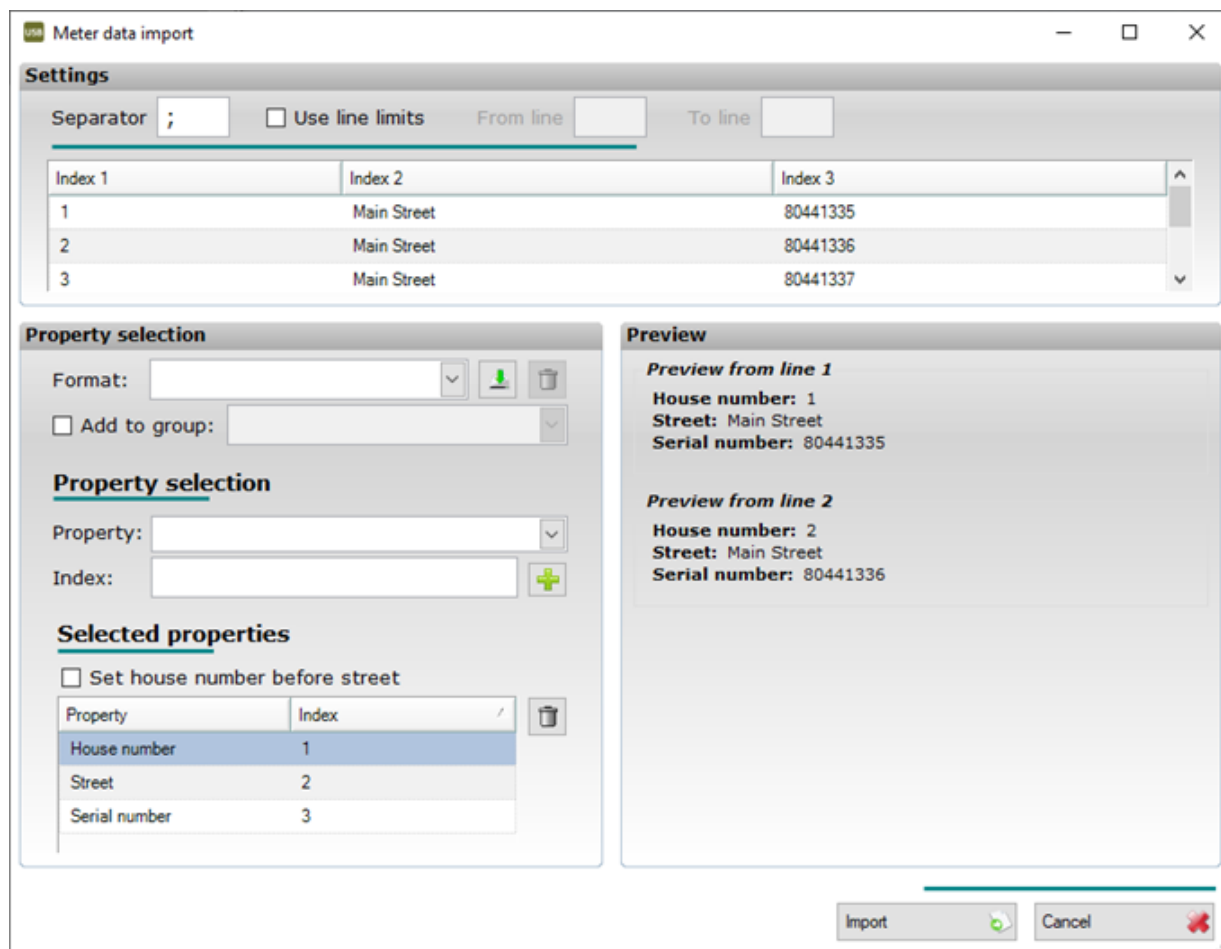 USB Meter data import
Settings
Separator ; Use line limits From line To line
Index 1 Index 2 Index 3
1 Main Street 80441335
2 Main Street 80441336
3 Main Street 80441337
Property selection
Format:
Add to group:
Property selection
Property:
Index:
Selected properties
Set house number before street
Property Index
House number 1
Street 2
Serial number 3
Preview
Preview from line 1
House number: 1
Street: Main Street
Serial number: 80441335
Preview from line 2
House number: 2
Street: Main Street
Serial number: 80441336
Import Cancel